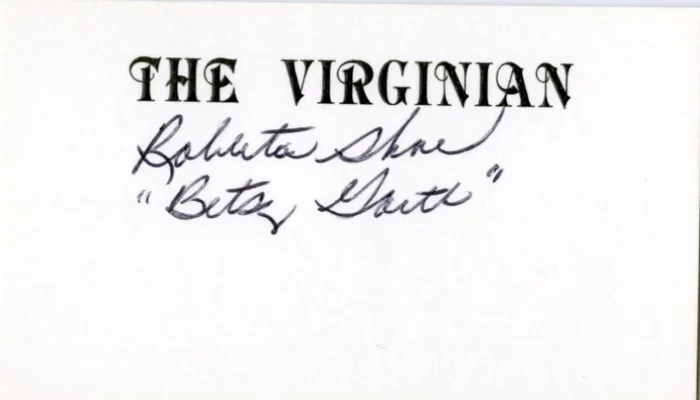 THE VIRGINIAN
Roberta Shore
"Betsy Garth"